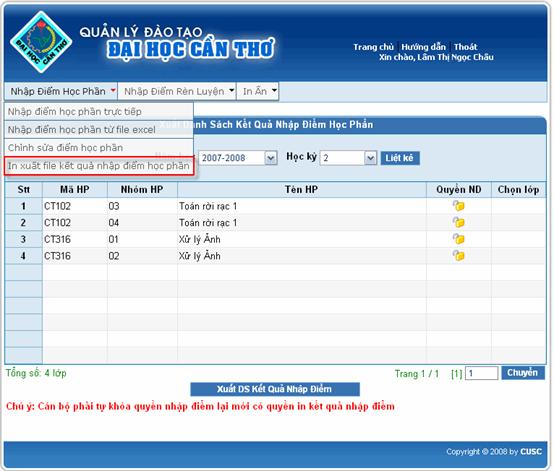 QUẢN LÝ ĐÀO TẠO
ĐẠI HỌC CẦN THƠ
Trang chủ | Hướng dẫn | Thoát
Xin chào, Lâm Thị Ngọc Châu
Nhập Điểm Học Phần Nhập Điểm Rèn Luyện In Ấn
Nhập điểm học phần trực tiếp
Nhập điểm học phần từ file excel
Chỉnh sửa điểm học phần
In xuất file kết quả nhập điểm học phần
Danh Sách Kết Quả Nhập Điểm Học Phần
2007-2008 Học kỳ 2 Liệt kê
Stt Mã HP Nhóm HP Tên HP Quyền ND Chọn lớp
1 CT102 03 Toán rời rạc 1
2 CT102 04 Toán rời rạc 1
3 CT316 01 Xử lý Ảnh
4 CT316 02 Xử lý Ảnh
Tổng số: 4 lớp Trang 1 / 1 [1] 1 Chuyển
Xuất DS Kết Quả Nhập Điểm
Chú ý: Cán bộ phải tự khóa quyền nhập điểm lại mới có quyền in kết quả nhập điểm
Copyright © 2008 by CUSC